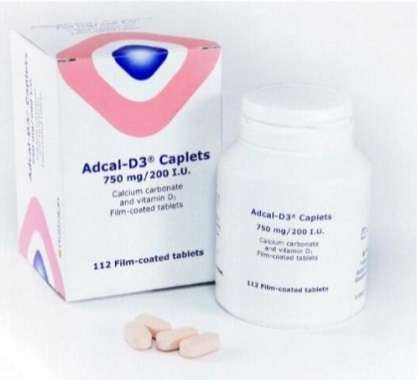 Adcal-D3® Caplets
750 mg/200 I.U.
Calcium carbonate
and vitamin D₃
Film-coated tablets
112 Film-coated tablets
Adcal-D3® Caplets
Adcal-D3® Caplets
750 mg/200 I.U.
Calcium carbonate
and vitamin D₃
Film-coated tablets
112 Film-coated tablets